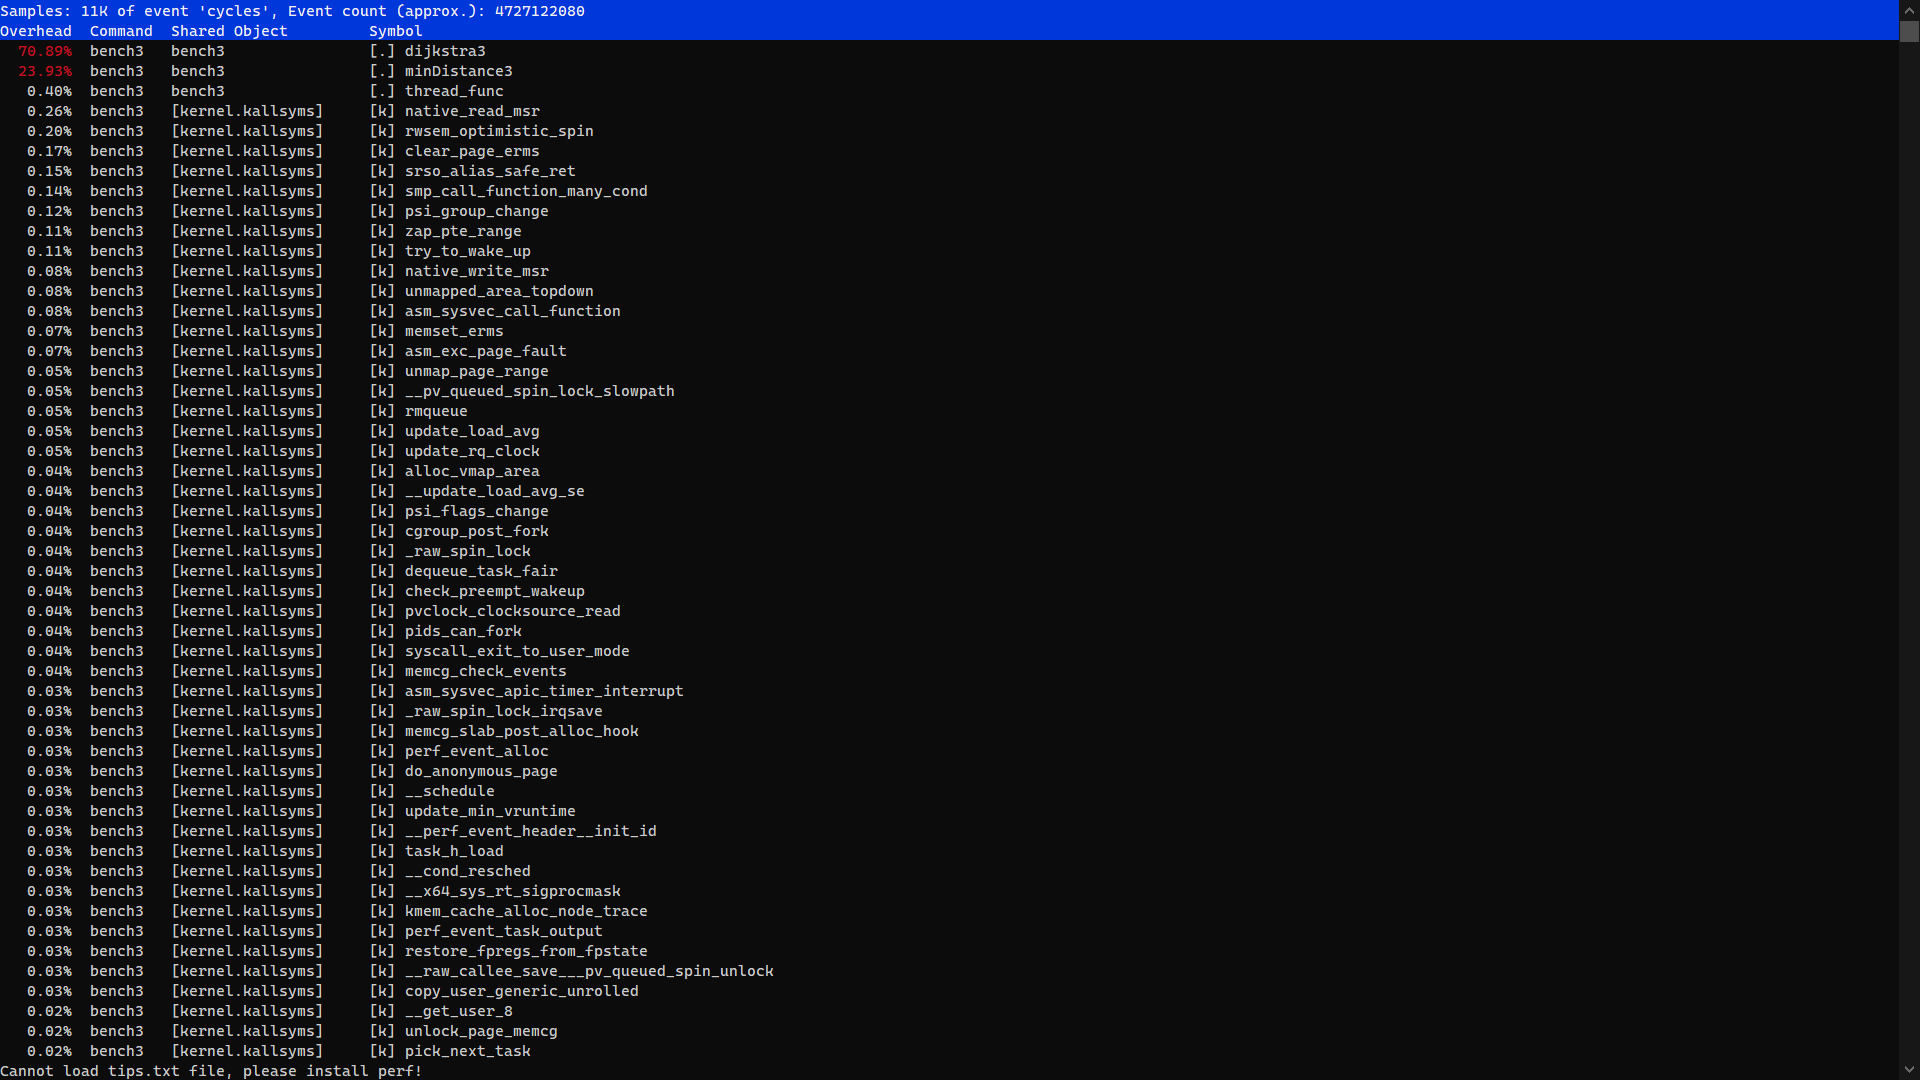 Samples: 11K of event 'cycles', Event count (approx.): 4727122080
Overhead  Command  Shared Object         Symbol
  70.89%  bench3   bench3                [.] dijkstra3
  23.93%  bench3   bench3                [.] minDistance3
   0.40%  bench3   bench3                [.] thread_func
   0.26%  bench3   [kernel.kallsyms]     [k] native_read_msr
   0.20%  bench3   [kernel.kallsyms]     [k] rwsem_optimistic_spin
   0.17%  bench3   [kernel.kallsyms]     [k] clear_page_erms
   0.15%  bench3   [kernel.kallsyms]     [k] srso_alias_safe_ret
   0.14%  bench3   [kernel.kallsyms]     [k] smp_call_function_many_cond
   0.12%  bench3   [kernel.kallsyms]     [k] psi_group_change
   0.11%  bench3   [kernel.kallsyms]     [k] zap_pte_range
   0.11%  bench3   [kernel.kallsyms]     [k] try_to_wake_up
   0.08%  bench3   [kernel.kallsyms]     [k] native_write_msr
   0.08%  bench3   [kernel.kallsyms]     [k] unmapped_area_topdown
   0.08%  bench3   [kernel.kallsyms]     [k] asm_sysvec_call_function
   0.07%  bench3   [kernel.kallsyms]     [k] memset_erms
   0.07%  bench3   [kernel.kallsyms]     [k] asm_exc_page_fault
   0.05%  bench3   [kernel.kallsyms]     [k] unmap_page_range
   0.05%  bench3   [kernel.kallsyms]     [k] __pv_queued_spin_lock_slowpath
   0.05%  bench3   [kernel.kallsyms]     [k] rmqueue
   0.05%  bench3   [kernel.kallsyms]     [k] update_load_avg
   0.05%  bench3   [kernel.kallsyms]     [k] update_rq_clock
   0.04%  bench3   [kernel.kallsyms]     [k] alloc_vmap_area
   0.04%  bench3   [kernel.kallsyms]     [k] __update_load_avg_se
   0.04%  bench3   [kernel.kallsyms]     [k] psi_flags_change
   0.04%  bench3   [kernel.kallsyms]     [k] cgroup_post_fork
   0.04%  bench3   [kernel.kallsyms]     [k] _raw_spin_lock
   0.04%  bench3   [kernel.kallsyms]     [k] dequeue_task_fair
   0.04%  bench3   [kernel.kallsyms]     [k] check_preempt_wakeup
   0.04%  bench3   [kernel.kallsyms]     [k] pvclock_clocksource_read
   0.04%  bench3   [kernel.kallsyms]     [k] pids_can_fork
   0.04%  bench3   [kernel.kallsyms]     [k] syscall_exit_to_user_mode
   0.04%  bench3   [kernel.kallsyms]     [k] memcg_check_events
   0.03%  bench3   [kernel.kallsyms]     [k] asm_sysvec_apic_timer_interrupt
   0.03%  bench3   [kernel.kallsyms]     [k] _raw_spin_lock_irqsave
   0.03%  bench3   [kernel.kallsyms]     [k] memcg_slab_post_alloc_hook
   0.03%  bench3   [kernel.kallsyms]     [k] perf_event_alloc
   0.03%  bench3   [kernel.kallsyms]     [k] do_anonymous_page
   0.03%  bench3   [kernel.kallsyms]     [k] __schedule
   0.03%  bench3   [kernel.kallsyms]     [k] update_min_vruntime
   0.03%  bench3   [kernel.kallsyms]     [k] __perf_event_header__init_id
   0.03%  bench3   [kernel.kallsyms]     [k] task_h_load
   0.03%  bench3   [kernel.kallsyms]     [k] __cond_resched
   0.03%  bench3   [kernel.kallsyms]     [k] __x64_sys_rt_sigprocmask
   0.03%  bench3   [kernel.kallsyms]     [k] kmem_cache_alloc_node_trace
   0.03%  bench3   [kernel.kallsyms]     [k] perf_event_task_output
   0.03%  bench3   [kernel.kallsyms]     [k] restore_fpregs_from_fpstate
   0.03%  bench3   [kernel.kallsyms]     [k] __raw_callee_save___pv_queued_spin_unlock
   0.03%  bench3   [kernel.kallsyms]     [k] copy_user_generic_unrolled
   0.02%  bench3   [kernel.kallsyms]     [k] __get_user_8
   0.02%  bench3   [kernel.kallsyms]     [k] unlock_page_memcg
   0.02%  bench3   [kernel.kallsyms]     [k] pick_next_task
Cannot load tips.txt file, please install perf!